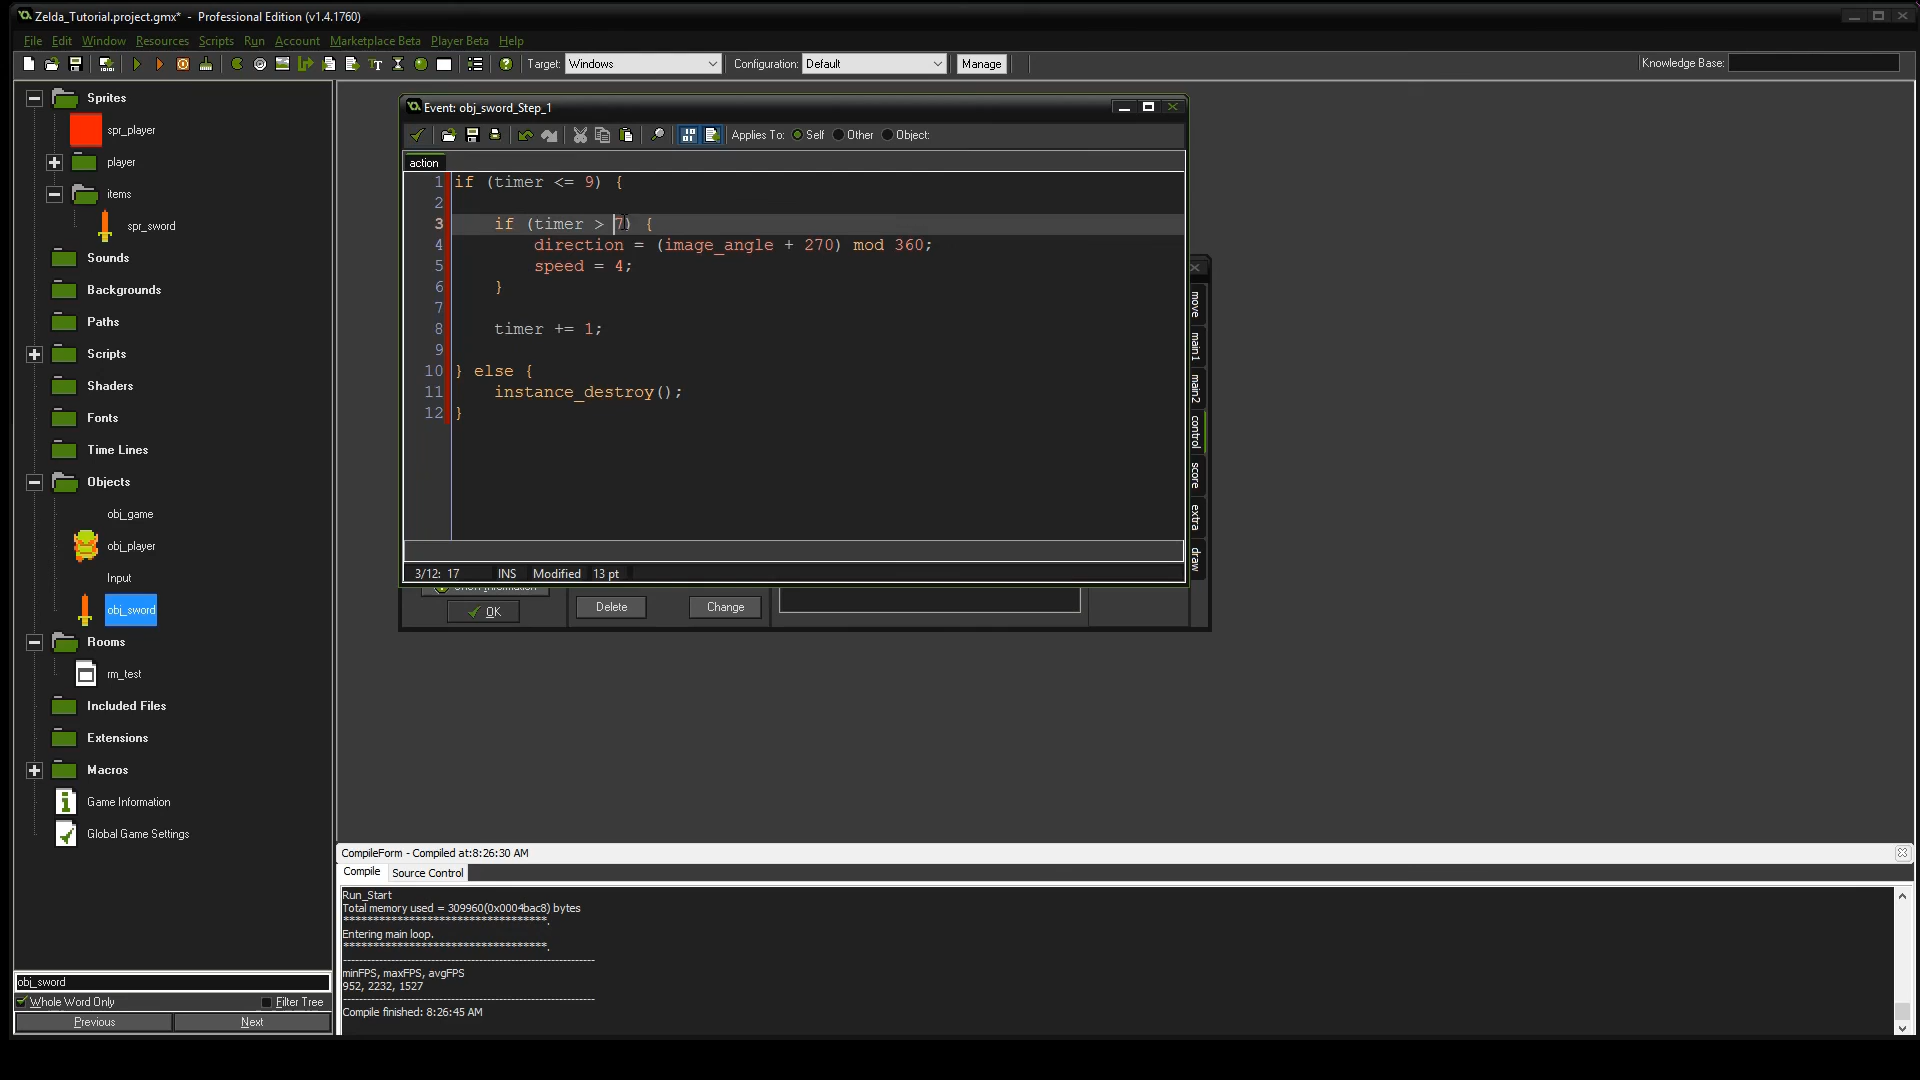 Zelda_Tutorial.project.gmx* - Professional Edition (v1.4.1760)
File Edit Window Resources Scripts Run Account Marketplace Beta Player Beta Help
Target: Windows Configuration: Default Manage Knowledge Base:
Sprites
spr_player
player
items
spr_sword
Sounds
Backgrounds
Paths
Scripts
Shaders
Fonts
Time Lines
Objects
obj_game
obj_player
Input
obj_sword
Rooms
rm_test
Included Files
Extensions
Macros
Game Information
Global Game Settings
obj_sword
Whole Word Only Filter Tree
Previous Next
Event: obj_sword_Step_1
Applies To: Self Other Object:
action
1 if (timer <= 9) {
2
3 if (timer > 7) {
4 direction = (image_angle + 270) mod 360;
5 speed = 4;
6 }
7
8 timer += 1;
9
10 } else {
11 instance_destroy();
12 }
3/12: 17 INS Modified 13 pt
OK Delete Change
move
main1
main2
control
score
extra
draw
CompileForm - Compiled at:8:26:30 AM
Compile Source Control
Run_Start
Total memory used = 309960(0x0004bac8) bytes
**********************************.
Entering main loop.
**********************************.
minFPS, maxFPS, avgFPS
952, 2232, 1527
Compile finished: 8:26:45 AM